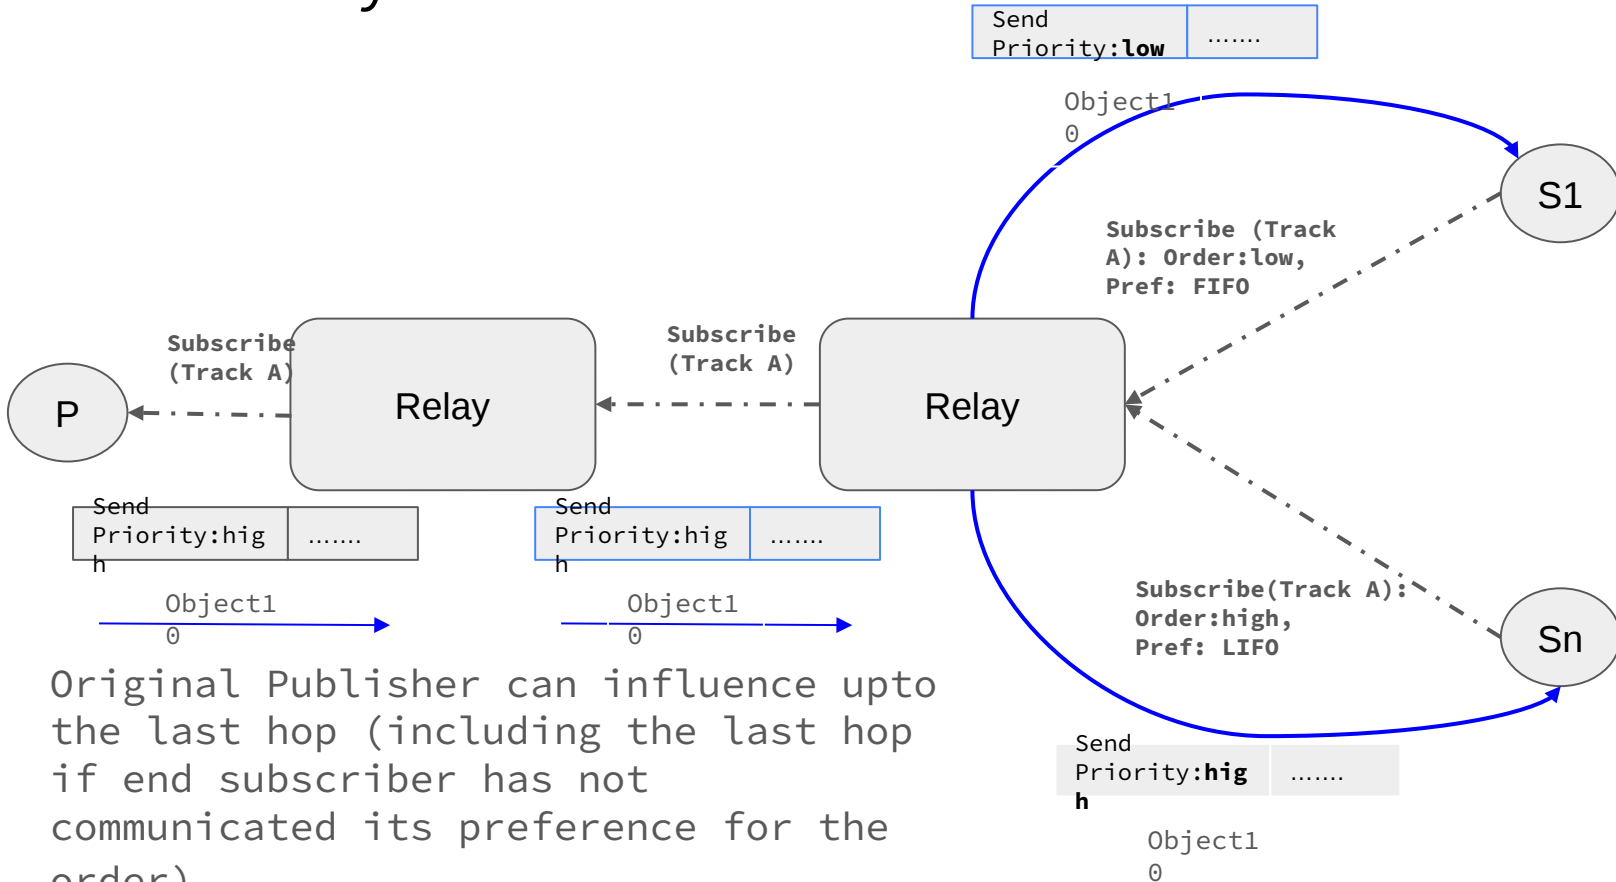 Send
Priority:low
.......
Object1
0
S1
Subscribe (Track
A): Order:low,
Pref: FIFO
Subscribe
(Track A)
Subscribe
(Track A)
P
Relay
Relay
Send
Priority:hig
h
.......
Send
Priority:hig
h
.......
Object1
0
Object1
0
Subscribe(Track A):
Order:high,
Pref: LIFO
Sn
Original Publisher can influence upto
the last hop (including the last hop
if end subscriber has not
communicated its preference for the
order)
Send
Priority:hig
h
.......
Object1
0